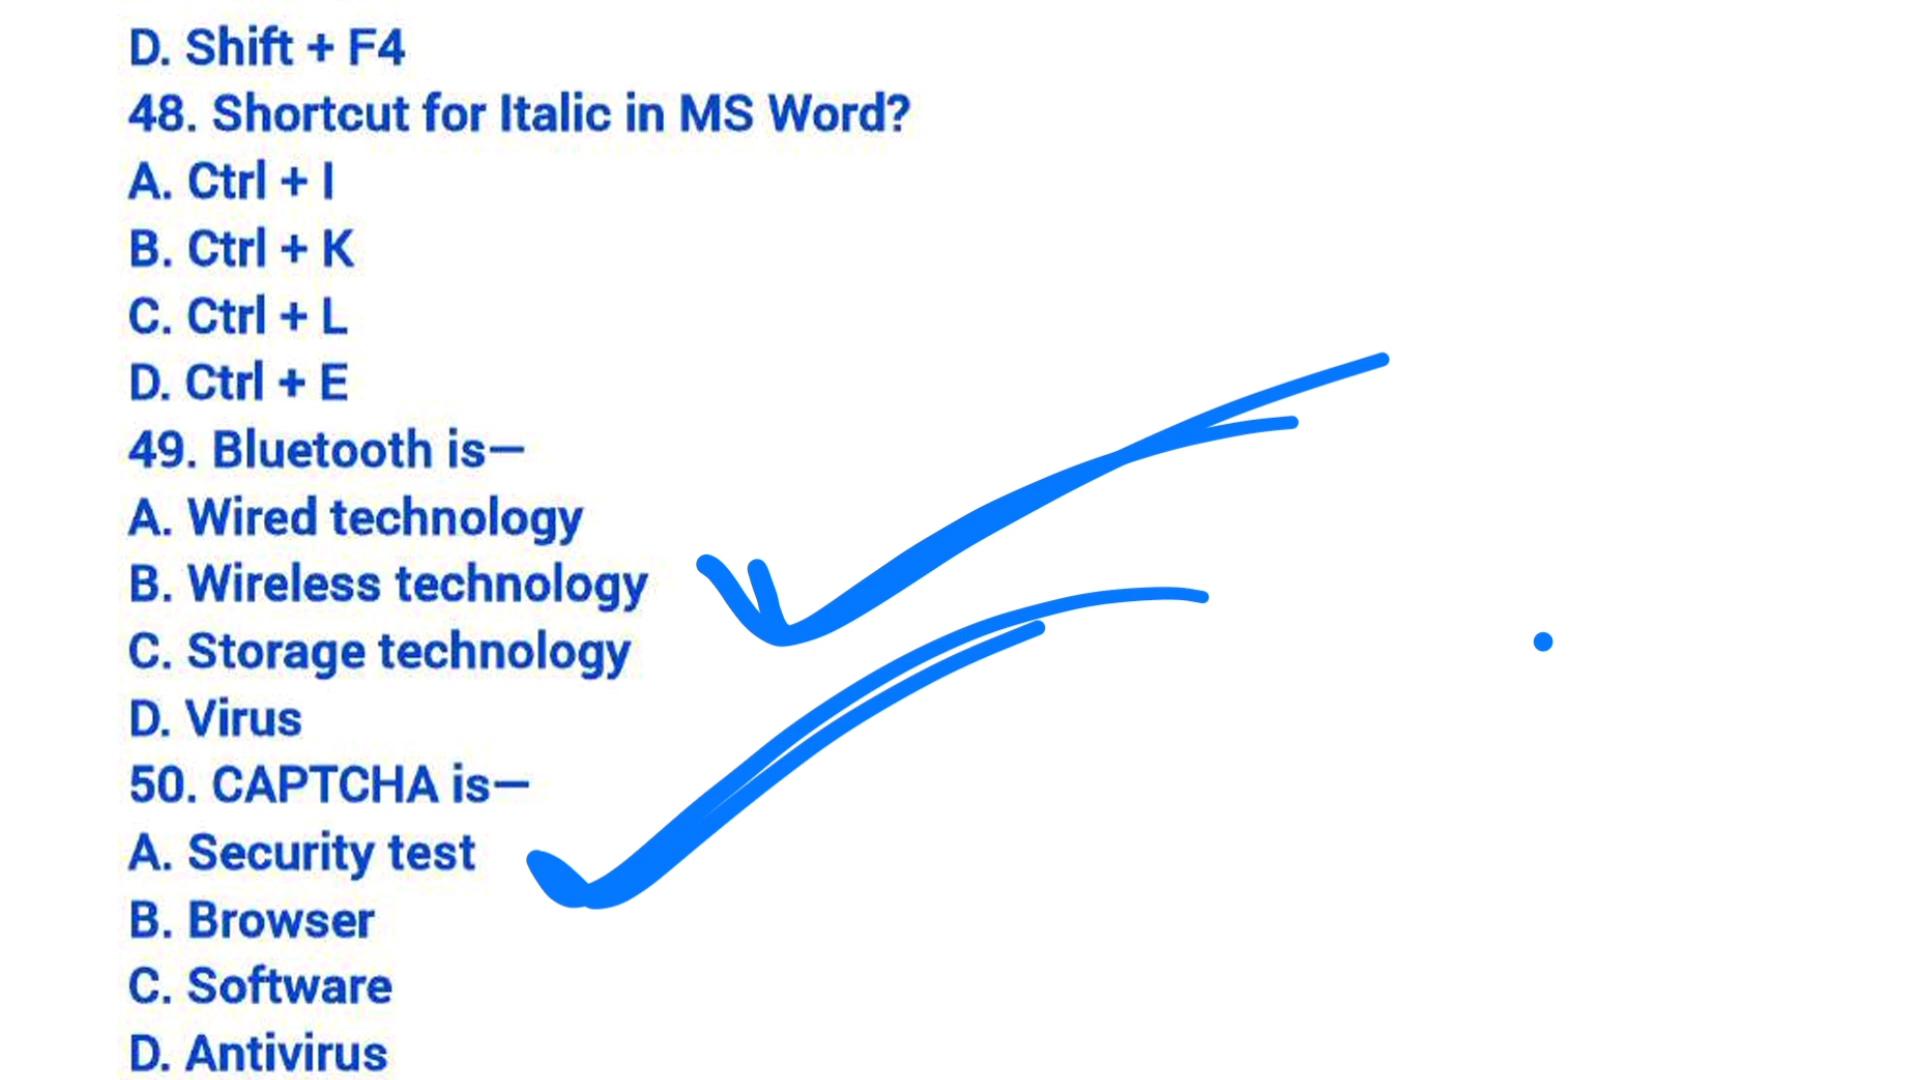 D. Shift + F4
48. Shortcut for Italic in MS Word?
A. Ctrl + I
B. Ctrl + K
C. Ctrl + L
D. Ctrl + E
49. Bluetooth is—
A. Wired technology
B. Wireless technology
C. Storage technology
D. Virus
50. CAPTCHA is—
A. Security test
B. Browser
C. Software
D. Antivirus